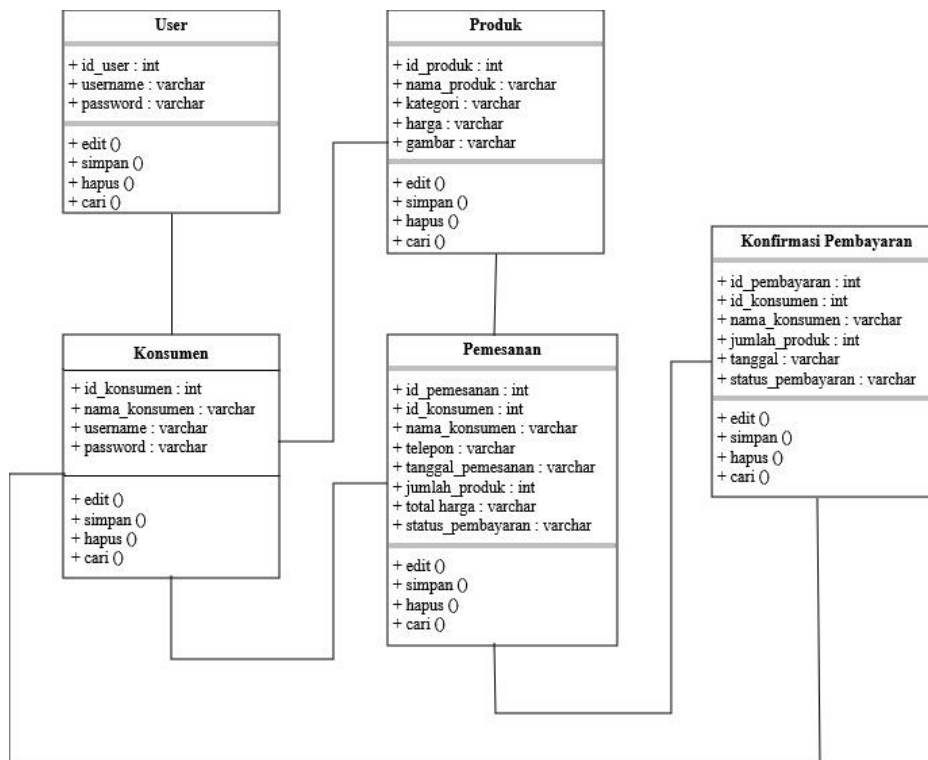 User
+ id_user : int
+ username : varchar
+ password : varchar
+ edit ()
+ simpan ()
+ hapus ()
+ cari ()
Produk
+ id_produk : int
+ nama_produk : varchar
+ kategori : varchar
+ harga : varchar
+ gambar : varchar
+ edit ()
+ simpan ()
+ hapus ()
+ cari ()
Konfirmasi Pembayaran
+ id_pembayaran : int
+ id_konsumen : int
+ nama_konsumen : varchar
+ jumlah_produk : int
+ tanggal : varchar
+ status_pembayaran : varchar
+ edit ()
+ simpan ()
+ hapus ()
+ cari ()
Konsumen
+ id_konsumen : int
+ nama_konsumen : varchar
+ username : varchar
+ password : varchar
+ edit ()
+ simpan ()
+ hapus ()
+ cari ()
Pemesanan
+ id_pemesanan : int
+ id_konsumen : int
+ nama_konsumen : varchar
+ telepon : varchar
+ tanggal_pemesanan : varchar
+ jumlah_produk : int
+ total harga : varchar
+ status_pembayaran : varchar
+ edit ()
+ simpan ()
+ hapus ()
+ cari ()